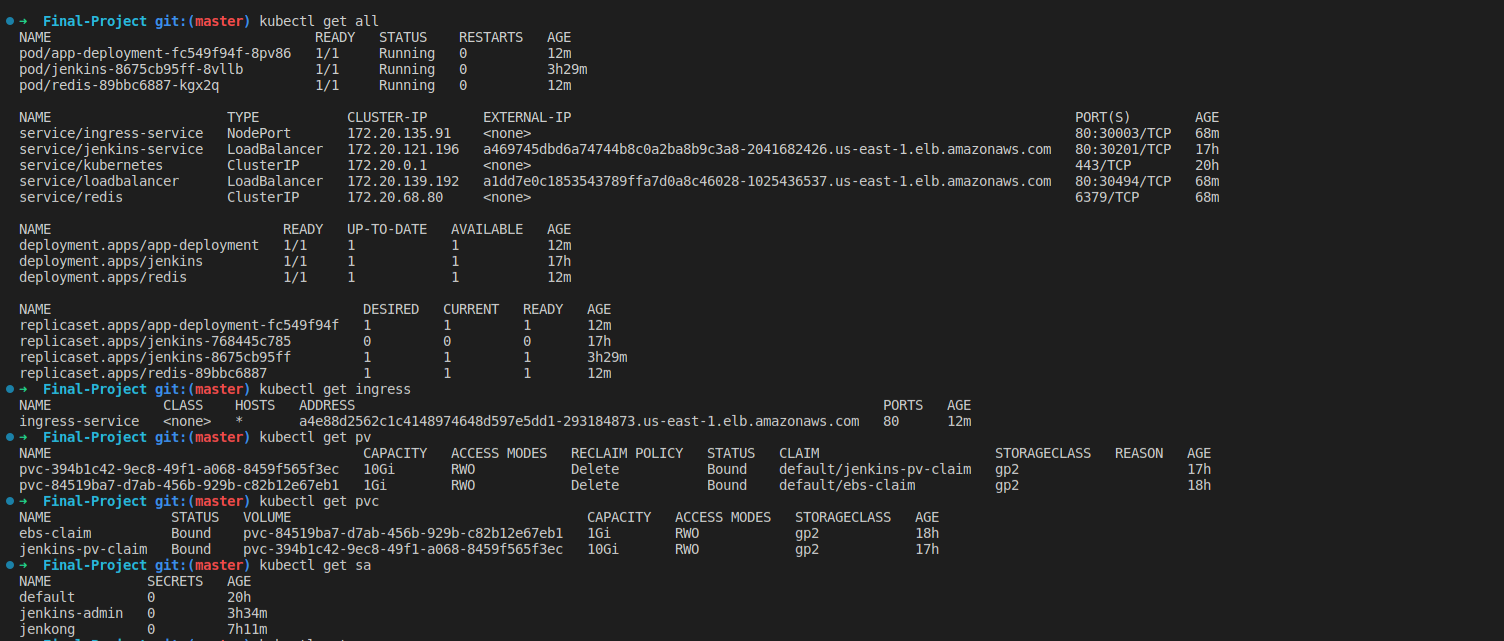 ➜ Final-Project git:(master) kubectl get all
NAME READY STATUS RESTARTS AGE
pod/app-deployment-fc549f94f-8pv86 1/1 Running 0 12m
pod/jenkins-8675cb95ff-8vllb 1/1 Running 0 3h29m
pod/redis-89bbc6887-kgx2q 1/1 Running 0 12m
NAME TYPE CLUSTER-IP EXTERNAL-IP PORT(S) AGE
service/ingress-service NodePort 172.20.135.91 <none> 80:30003/TCP 68m
service/jenkins-service LoadBalancer 172.20.121.196 a469745dbd6a74744b8c0a2ba8b9c3a8-2041682426.us-east-1.elb.amazonaws.com 80:30201/TCP 17h
service/kubernetes ClusterIP 172.20.0.1 <none> 443/TCP 20h
service/loadbalancer LoadBalancer 172.20.139.192 a1dd7e0c1853543789ffa7d0a8c46028-1025436537.us-east-1.elb.amazonaws.com 80:30494/TCP 68m
service/redis ClusterIP 172.20.68.80 <none> 6379/TCP 68m
NAME READY UP-TO-DATE AVAILABLE AGE
deployment.apps/app-deployment 1/1 1 1 12m
deployment.apps/jenkins 1/1 1 1 17h
deployment.apps/redis 1/1 1 1 12m
NAME DESIRED CURRENT READY AGE
replicaset.apps/app-deployment-fc549f94f 1 1 1 12m
replicaset.apps/jenkins-768445c785 0 0 0 17h
replicaset.apps/jenkins-8675cb95ff 1 1 1 3h29m
replicaset.apps/redis-89bbc6887 1 1 1 12m
➜ Final-Project git:(master) kubectl get ingress
NAME CLASS HOSTS ADDRESS PORTS AGE
ingress-service <none> * a4e88d2562c1c4148974648d597e5dd1-293184873.us-east-1.elb.amazonaws.com 80 12m
➜ Final-Project git:(master) kubectl get pv
NAME CAPACITY ACCESS MODES RECLAIM POLICY STATUS CLAIM STORAGECLASS REASON AGE
pvc-394b1c42-9ec8-49f1-a068-8459f565f3ec 10Gi RWO Delete Bound default/jenkins-pv-claim gp2 17h
pvc-84519ba7-d7ab-456b-929b-c82b12e67eb1 1Gi RWO Delete Bound default/ebs-claim gp2 18h
➜ Final-Project git:(master) kubectl get pvc
NAME STATUS VOLUME CAPACITY ACCESS MODES STORAGECLASS AGE
ebs-claim Bound pvc-84519ba7-d7ab-456b-929b-c82b12e67eb1 1Gi RWO gp2 18h
jenkins-pv-claim Bound pvc-394b1c42-9ec8-49f1-a068-8459f565f3ec 10Gi RWO gp2 17h
➜ Final-Project git:(master) kubectl get sa
NAME SECRETS AGE
default 0 20h
jenkins-admin 0 3h34m
jenkong 0 7h11m